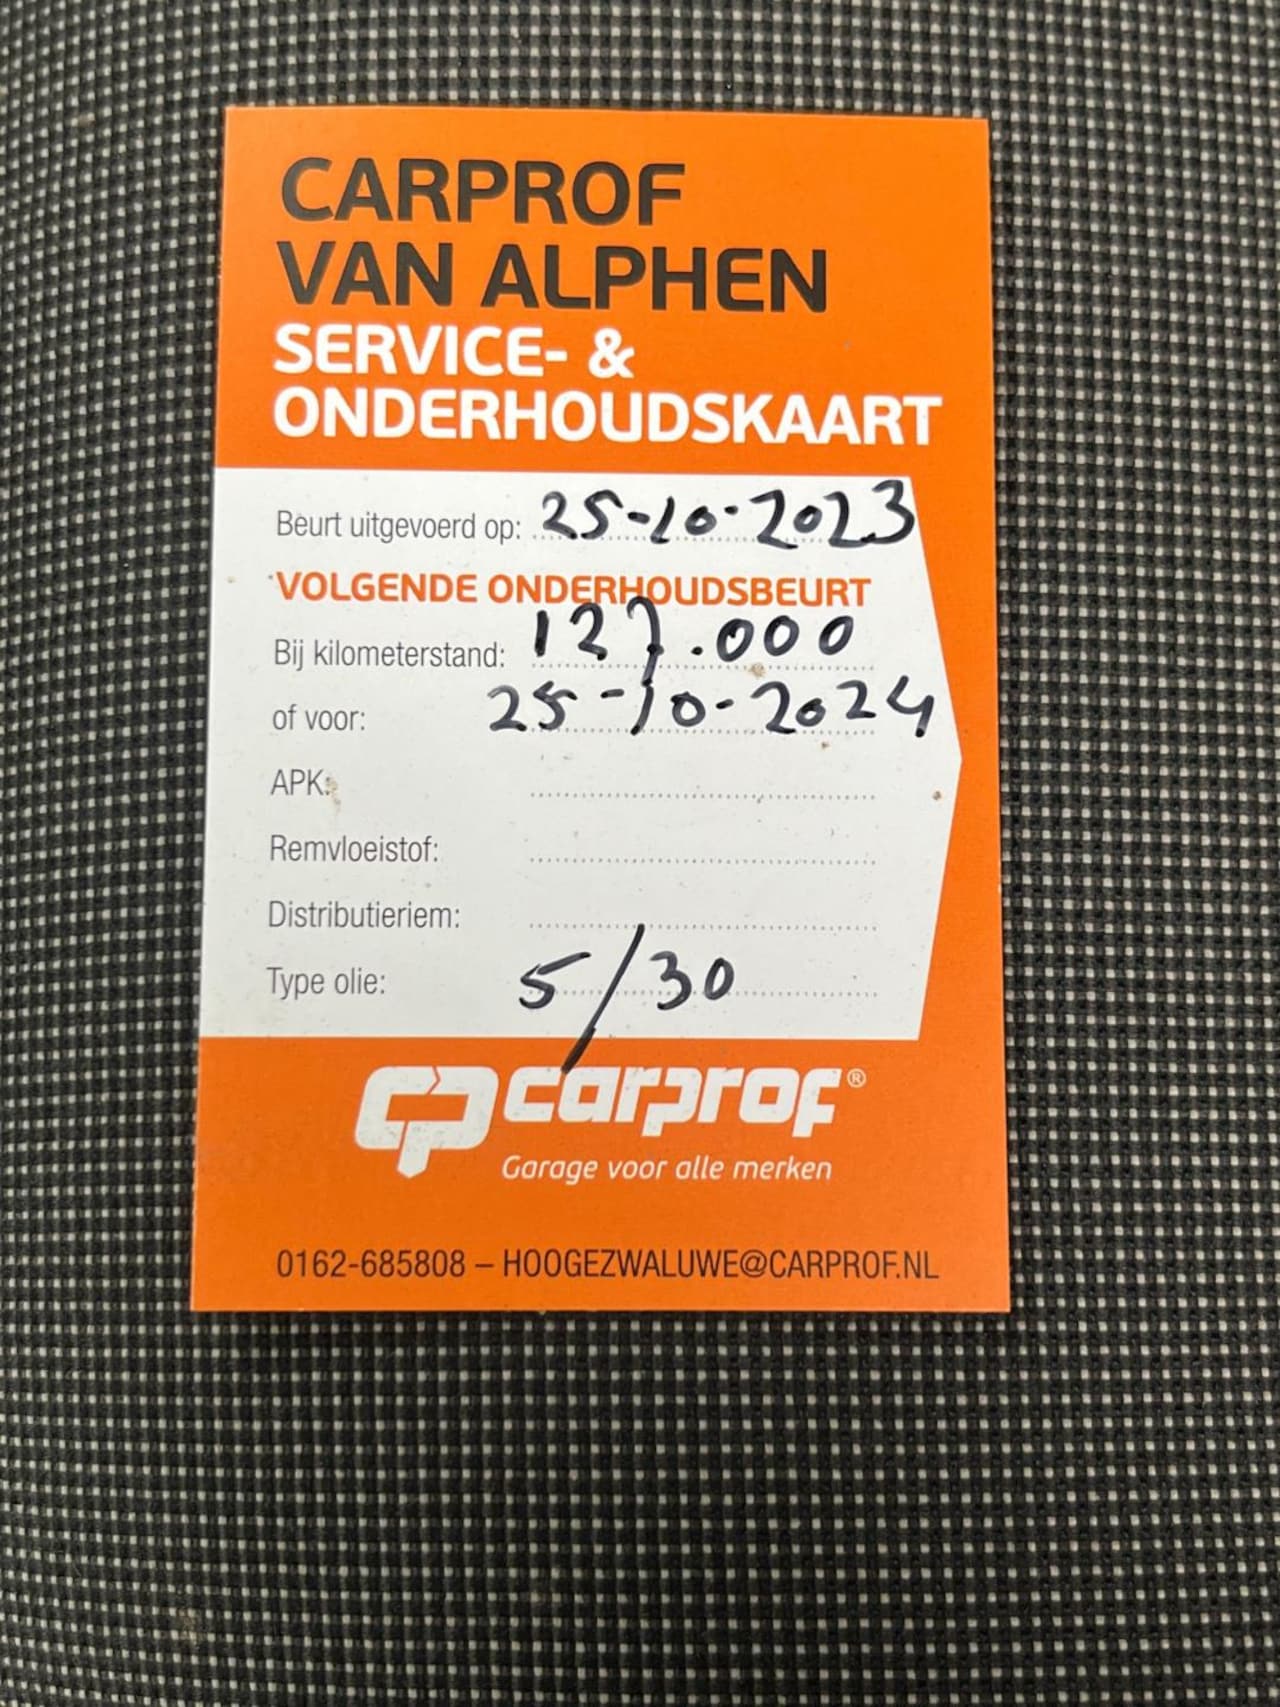 CARPROF
VAN ALPHEN
SERVICE- &
ONDERHOUDSKAART
Beurt uitgevoerd op: 25-10-2023
VOLGENDE ONDERHOUDSBEURT
Bij kilometerstand: 127.000
of voor: 25-10-2024
APK:
Remvloeistof:
Distributieriem:
Type olie: 5/30
CP carprof®
Garage voor alle merken
0162-685808 – HOOGEZWALUWE@CARPROF.NL